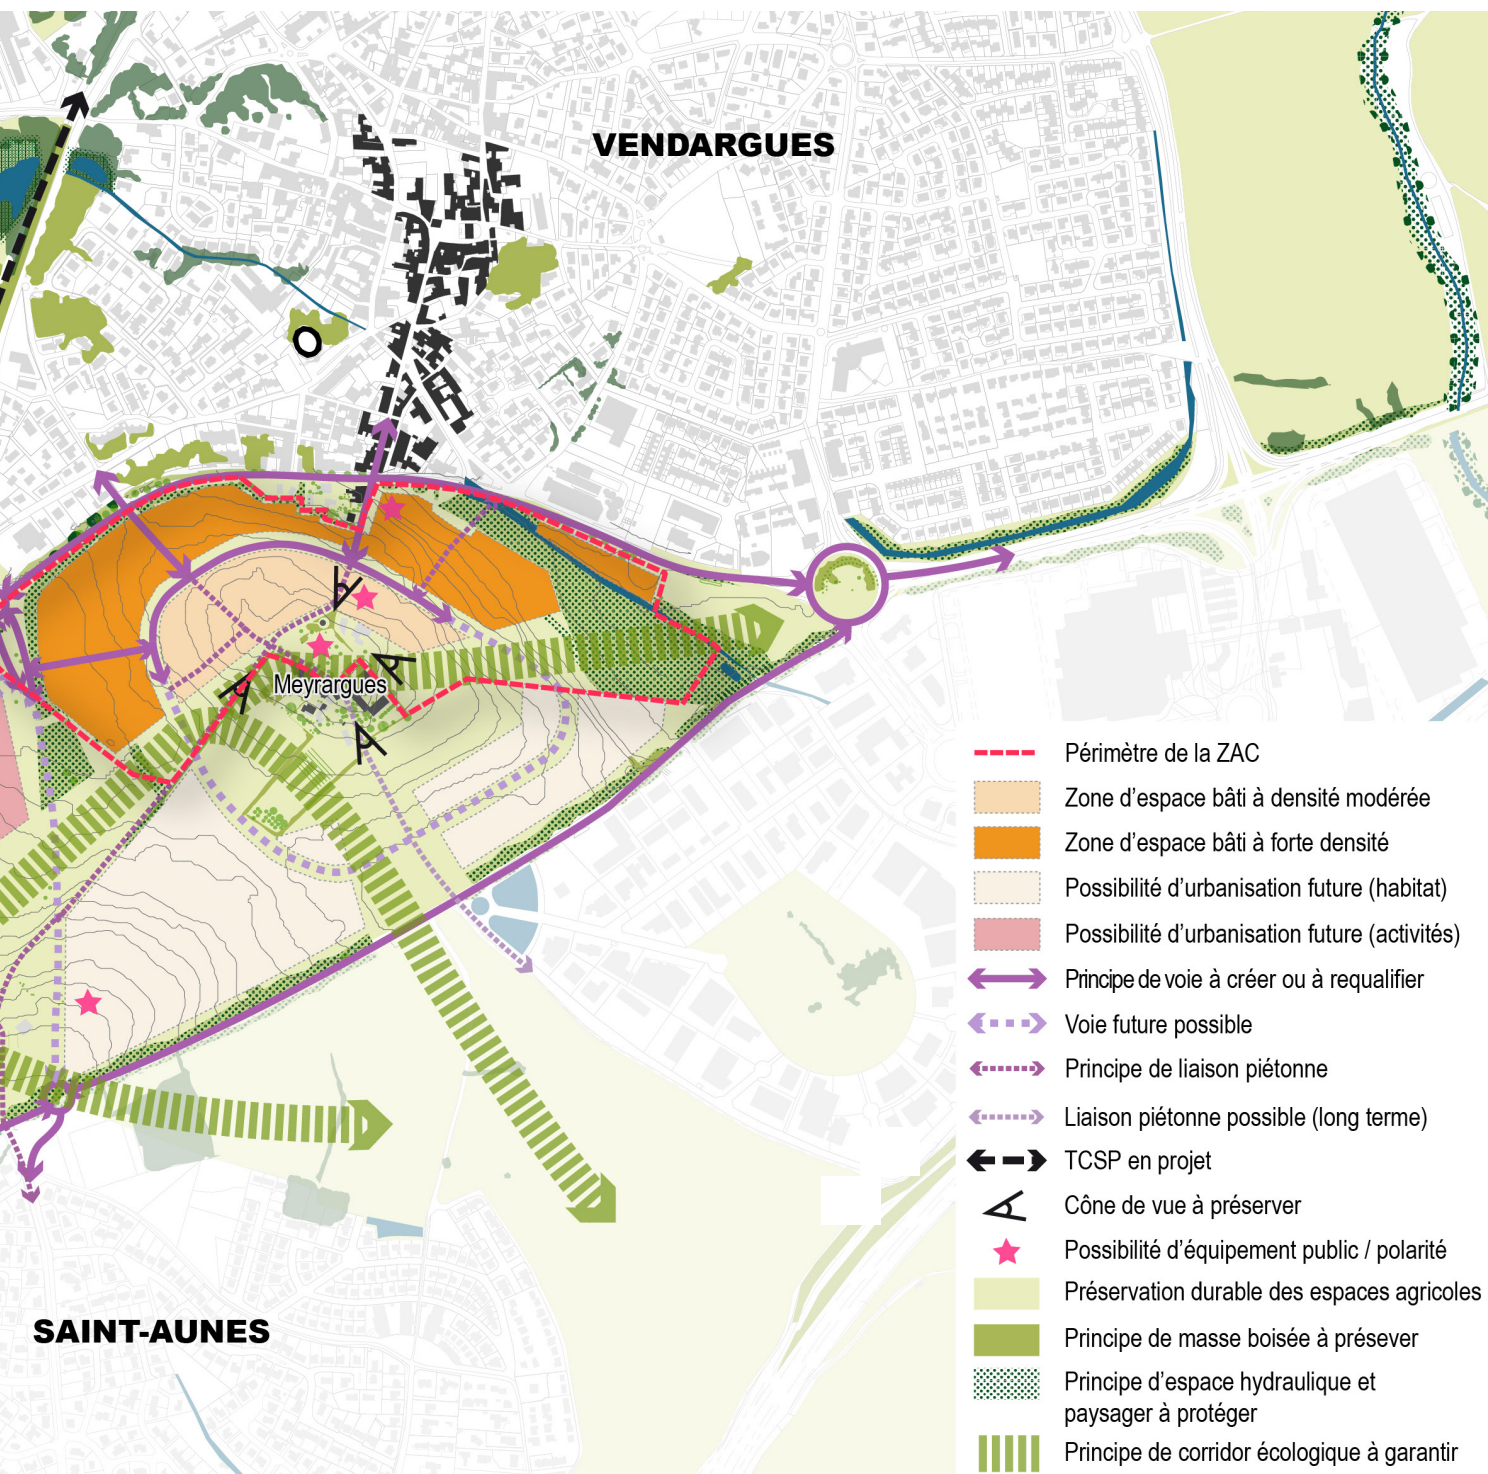 VENDARGUES
Meyrargues
Périmètre de la ZAC
Zone d'espace bâti à densité modérée
Zone d'espace bâti à forte densité
Possibilité d'urbanisation future (habitat)
Possibilité d'urbanisation future (activités)
Principe de voie à créer ou à requalifier
Voie future possible
Principe de liaison piétonne
Liaison piétonne possible (long terme)
TCSP en projet
Cône de vue à préserver
Possibilité d'équipement public / polarité
Préservation durable des espaces agricoles
Principe de masse boisée à présever
Principe d'espace hydraulique et
paysager à protéger
Principe de corridor écologique à garantir
SAINT-AUNES